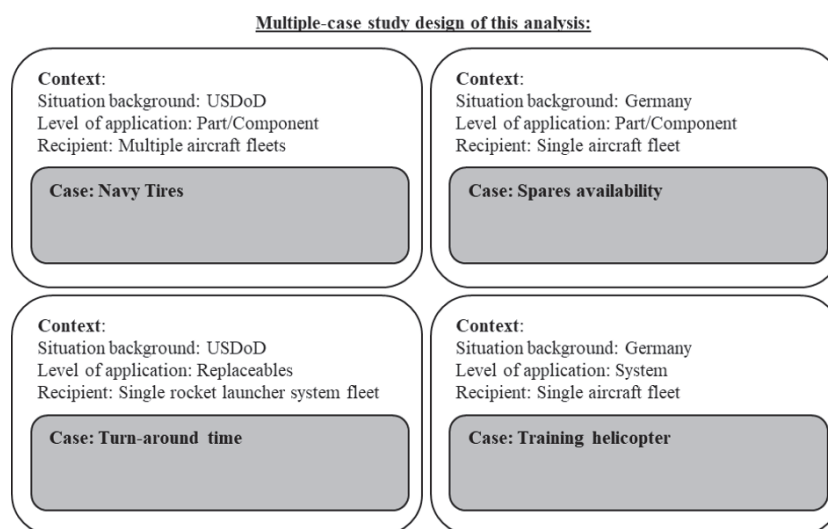 Multiple-case study design of this analysis:
Context:
Situation background: USDoD
Level of application: Part/Component
Recipient: Multiple aircraft fleets
Case: Navy Tires
Context:
Situation background: Germany
Level of application: Part/Component
Recipient: Single aircraft fleet
Case: Spares availability
Context:
Situation background: USDoD
Level of application: Replaceables
Recipient: Single rocket launcher system fleet
Case: Turn-around time
Context:
Situation background: Germany
Level of application: System
Recipient: Single aircraft fleet
Case: Training helicopter